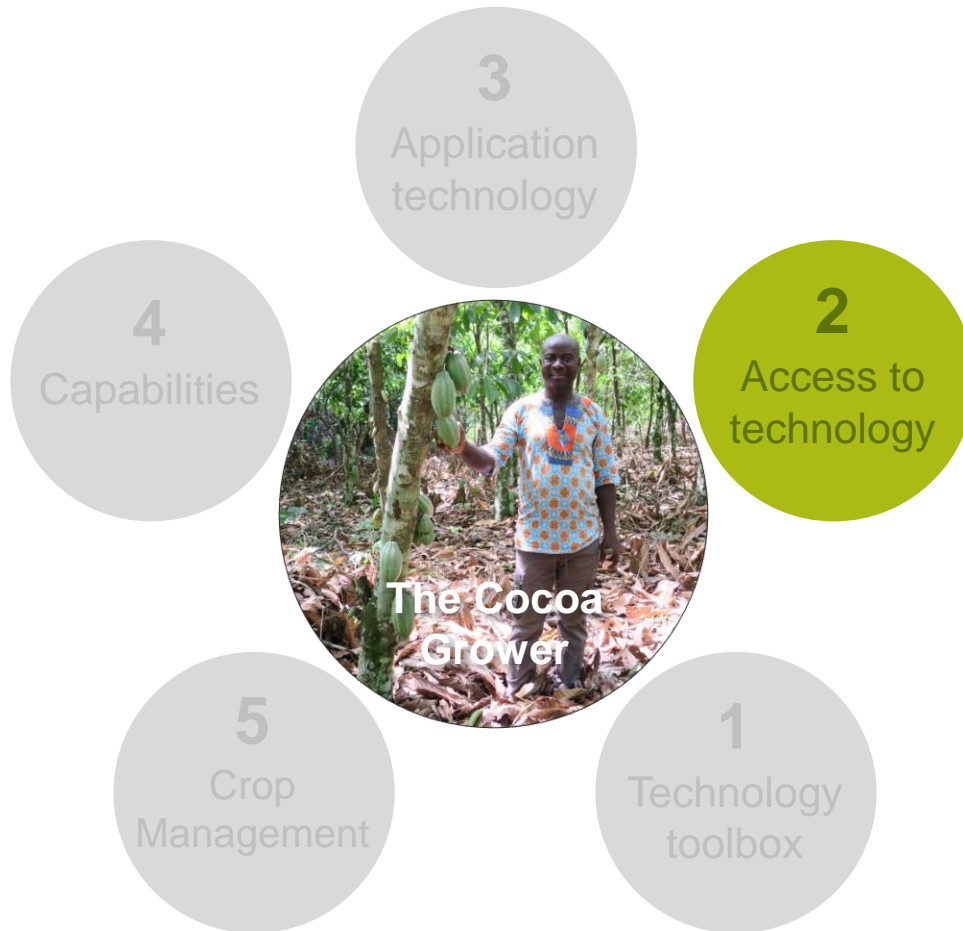 3
Application
technology
4
Capabilities
2
Access to
technology
The Cocoa
Grower
5
Crop
Management
1
Technology
toolbox